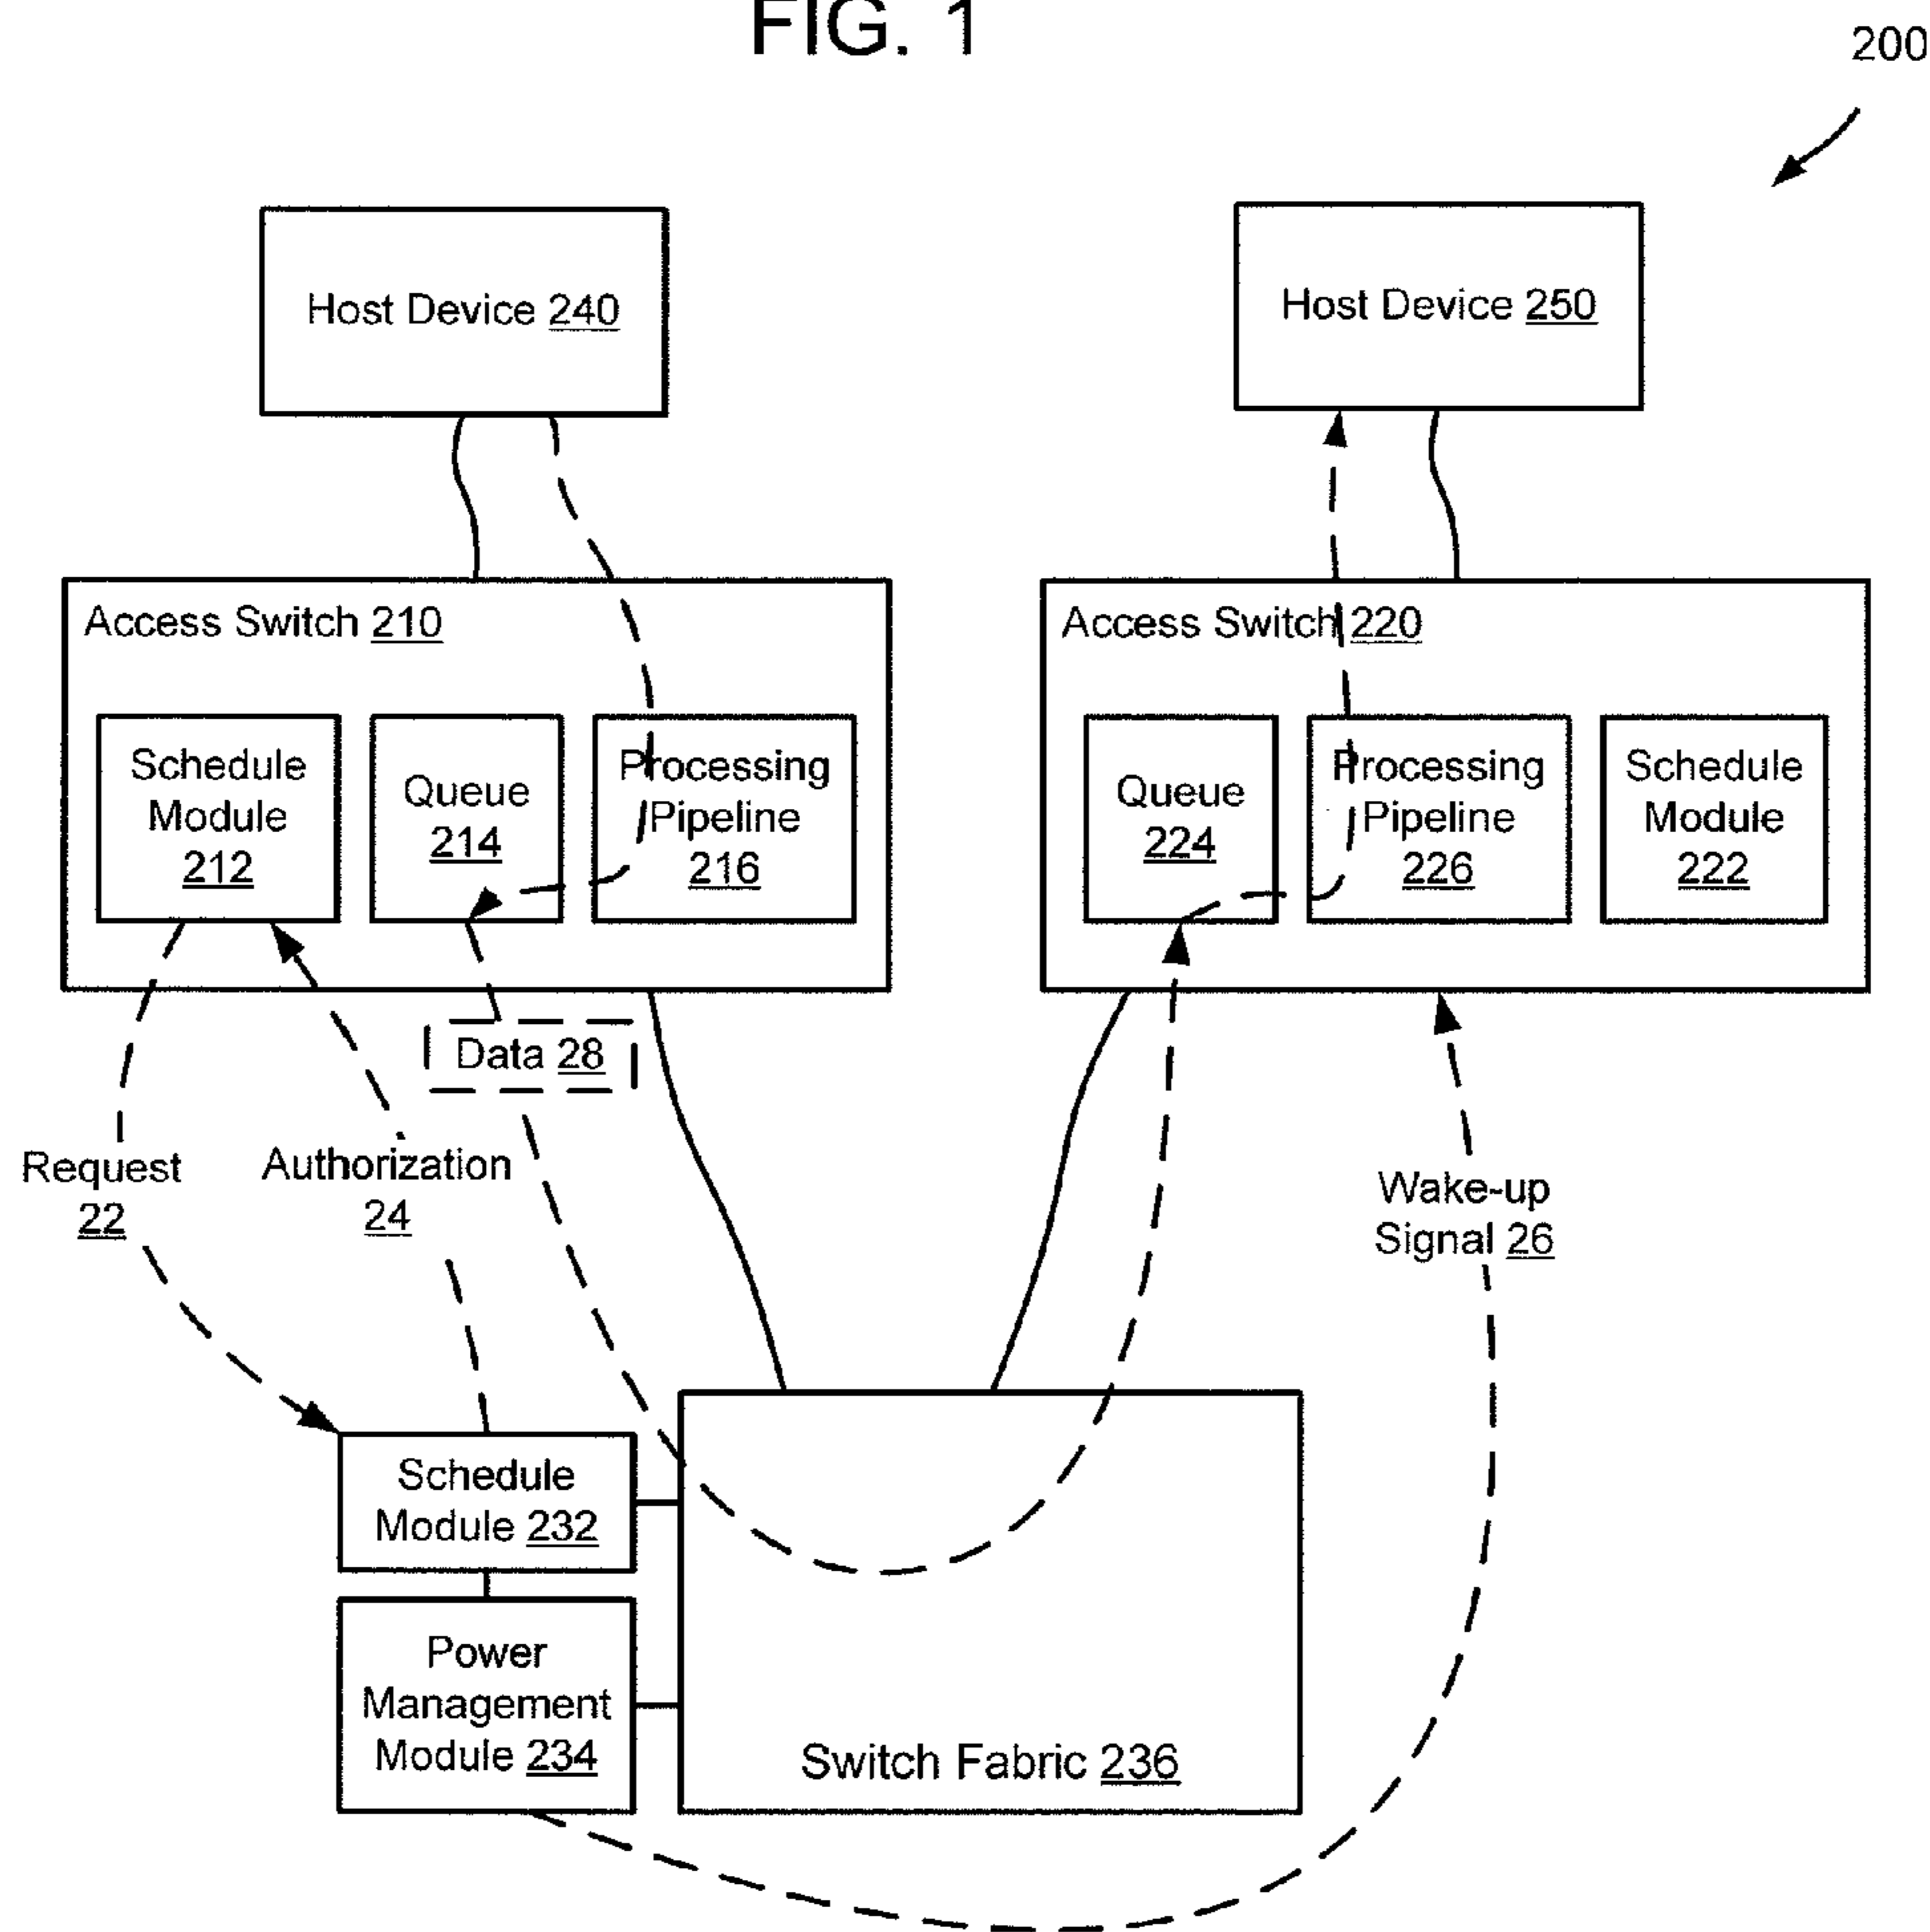 FIG. 1
200
Host Device 240
Host Device 250
Access Switch 210
Schedule
Module
212
Queue
214
Processing
Pipeline
216
Access Switch 220
Queue
224
Processing
Pipeline
226
Schedule
Module
222
Data 28
Request
22
Authorization
24
Wake-up
Signal 26
Schedule
Module 232
Power
Management
Module 234
Switch Fabric 236